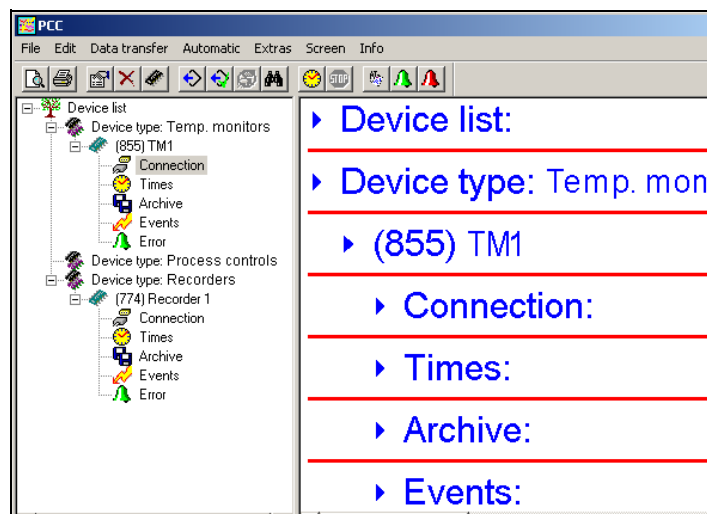 PCC
File Edit Data transfer Automatic Extras Screen Info
STOP
Device list
Device type: Temp. monitors
(855) TM1
Connection
Times
Archive
Events
Error
Device type: Process controls
Device type: Recorders
(774) Recorder 1
Connection
Times
Archive
Events
Error
Device list:
Device type: Temp. mon
(855) TM1
Connection:
Times:
Archive:
Events: